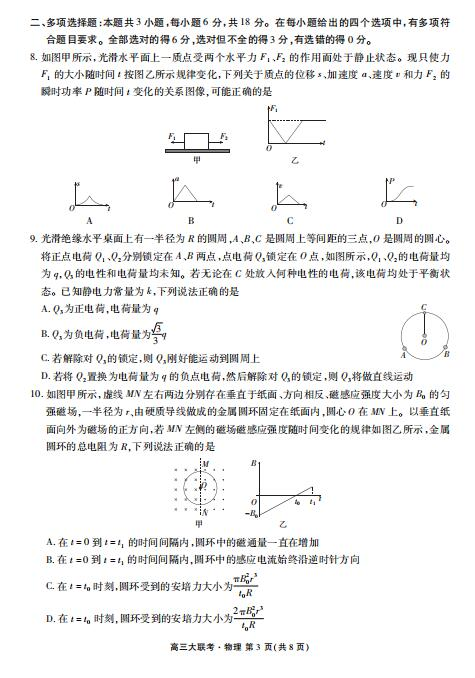 二、多项选择题:本题共3小题,每小题6分,共18分。在每小题给出的四个选项中,有多项符
合题目要求。全部选对的得6分,选对但不全的得3分,有选错的得0分。
8. 如图甲所示,光滑水平面上一质点受两个水平力F₁、F₂的作用而处于静止状态。现只使力
F₁的大小随时间t按图乙所示规律变化,下列关于质点的位移s、加速度a、速度v和力F₂的
瞬时功率P随时间t变化的关系图像,可能正确的是
F₁ F₂
甲
F₁
O t
乙
s
O t
A
a
O t
B
v
O t
C
P
O t
D
9. 光滑绝缘水平桌面上有一半径为R的圆周,A、B、C是圆周上等间距的三点,O是圆周的圆心。
将正点电荷Q₁、Q₂分别锁定在A、B两点,点电荷Q₃锁定在O点,如图所示,Q₁、Q₂的电荷量均
为q,Q₃的电性和电荷量均未知。若无论在C处放入何种电性的电荷,该电荷均处于平衡状
态。已知静电力常量为k,下列说法正确的是
A. Q₃为正电荷,电荷量为q
B. Q₃为负电荷,电荷量为√3/3 q
C. 若解除对Q₃的锁定,则Q₃刚好能运动到圆周上
D. 若将Q₂置换为电荷量为q的负点电荷,然后解除对Q₃的锁定,则Q₃将做直线运动
C
O
A B
10. 如图甲所示,虚线MN左右两边分别存在垂直于纸面、方向相反、磁感应强度大小为B₀的匀
强磁场,一半径为r、由硬质导线做成的金属圆环固定在纸面内,圆心O在MN上。以垂直纸
面向外为磁场的正方向,若MN左侧的磁场磁感应强度随时间变化的规律如图乙所示,金属
圆环的总电阻为R,下列说法正确的是
M
O
N
甲
B
O t₀ t₁ t
-B₀
乙
A. 在t=0到t=t₁的时间间隔内,圆环中的磁通量一直在增加
B. 在t=0到t=t₁的时间间隔内,圆环中的感应电流始终沿逆时针方向
C. 在t=t₀时刻,圆环受到的安培力大小为πB₀²r³/t₀R
D. 在t=t₀时刻,圆环受到的安培力大小为2πB₀²r³/t₀R
高三大联考·物理 第3页(共8页)